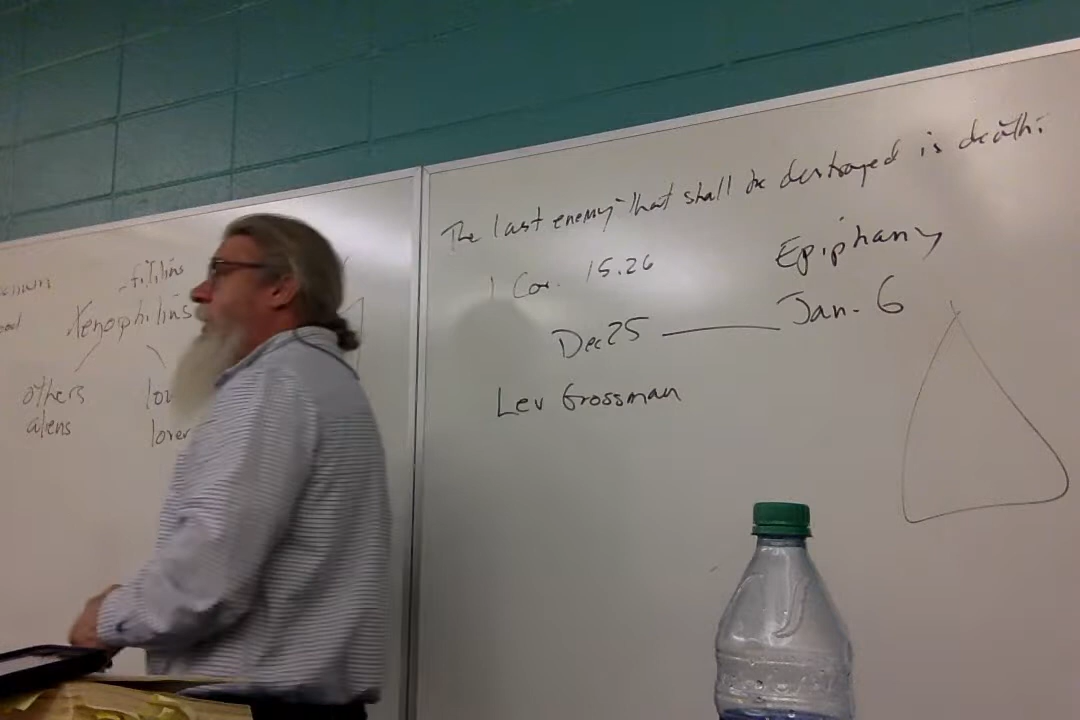 -filius
Xenophilius
others
aliens
The last enemy that shall be destroyed is death.
1 Cor. 15.26
Epiphany
Dec 25 — Jan. 6
Lev Grossman